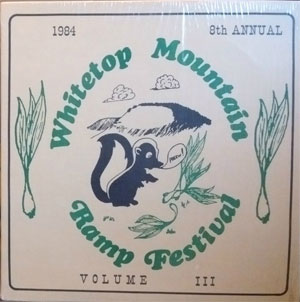 1984
8th ANNUAL
Whitetop Mountain
Ramp Festival
VOLUME III